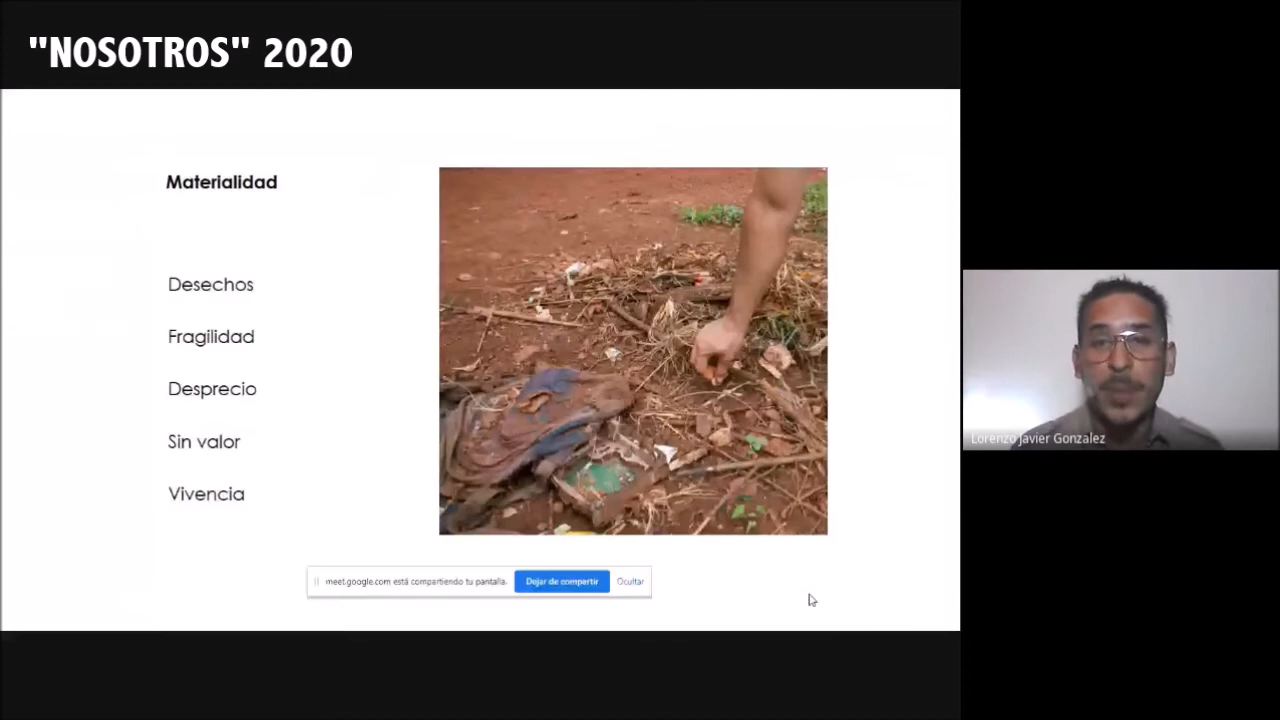 "NOSOTROS" 2020
Materialidad
Desechos
Fragilidad
Desprecio
Sin valor
Vivencia
meet.google.com está compartiendo tu pantalla. Dejar de compartir Ocultar
Lorenzo Javier Gonzalez